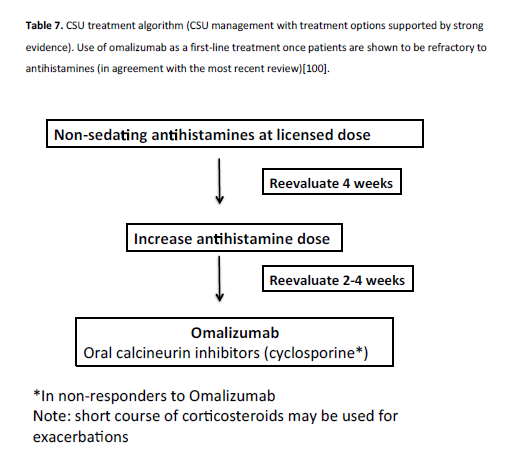 Table 7. CSU treatment algorithm (CSU management with treatment options supported by strong
evidence). Use of omalizumab as a first-line treatment once patients are shown to be refractory to
antihistamines (in agreement with the most recent review)[100].
Non-sedating antihistamines at licensed dose
Reevaluate 4 weeks
Increase antihistamine dose
Reevaluate 2-4 weeks
Omalizumab
Oral calcineurin inhibitors (cyclosporine*)
*In non-responders to Omalizumab
Note: short course of corticosteroids may be used for
exacerbations